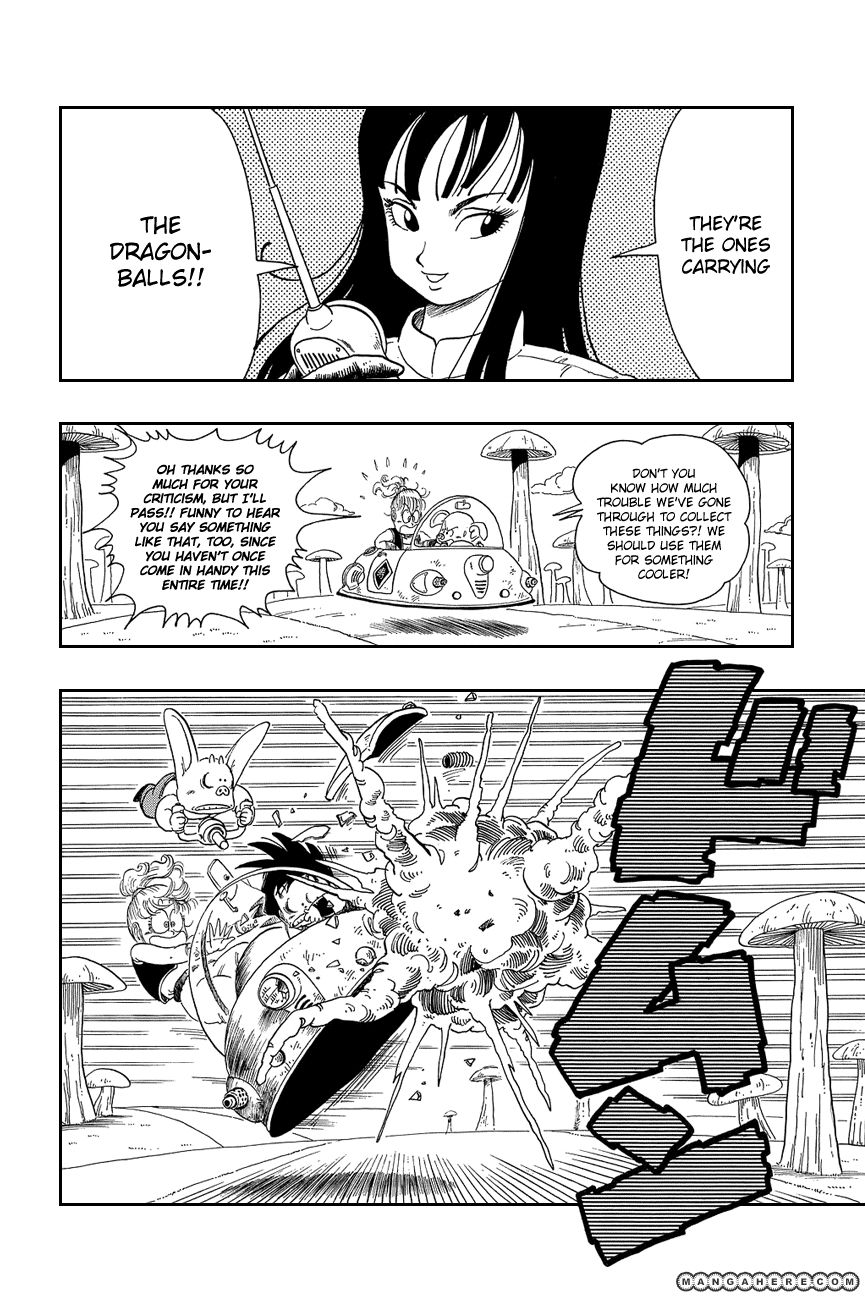 THEY'RE
THE ONES
CARRYING
THE
DRAGON-
BALLS!!
DON'T YOU
KNOW HOW MUCH
TROUBLE WE'VE GONE
THROUGH TO COLLECT
THESE THINGS?! WE
SHOULD USE THEM
FOR SOMETHING
COOLER!
OH THANKS SO
MUCH FOR YOUR
CRITICISM, BUT I'LL
PASS!! FUNNY TO HEAR
YOU SAY SOMETHING
LIKE THAT, TOO, SINCE
YOU HAVEN'T ONCE
COME IN HANDY THIS
ENTIRE TIME!!
ドムン
MANGAHERE.COM